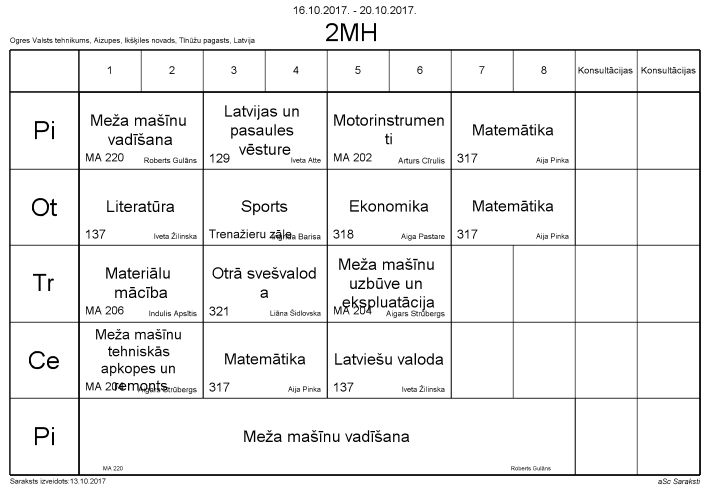 16.10.2017. - 20.10.2017.
2MH
Ogres Valsts tehnikums, Aizupes, Ikšķiles novads, Tīnūžu pagasts, Latvija
1 2 3 4 5 6 7 8 Konsultācijas Konsultācijas
Pi
Meža mašīnu
vadīšana
MA 220 Roberts Gulāns
Latvijas un
pasaules
vēsture
129 Iveta Atte
Motorinstrumen
ti
MA 202 Arturs Cīrulis
Matemātika
317 Aija Pinka
Ot
Literatūra
137 Iveta Žilinska
Sports
Trenažieru zāle Barisa
Ekonomika
318 Aiga Pastare
Matemātika
317 Aija Pinka
Tr
Materiālu
mācība
MA 206 Indulis Apsītis
Otrā svešvalod
a
321 Liāna Šidlovska
Meža mašīnu
uzbūve un
ekspluatācija
MA 204 Aigars Strūbergs
Ce
Meža mašīnu
tehniskās
apkopes un
remonts
MA 204 Aigars Strūbergs
Matemātika
317 Aija Pinka
Latviešu valoda
137 Iveta Žilinska
Pi
Meža mašīnu vadīšana
MA 220 Roberts Gulāns
Saraksts izveidots:13.10.2017 aSc Saraksti